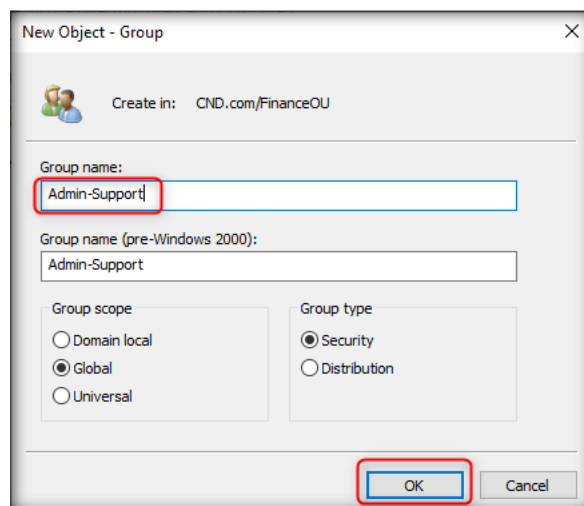 New Object - Group
Create in: CND.com/FinanceOU
Group name:
Admin-Support
Group name (pre-Windows 2000):
Admin-Support
Group scope Group type
Domain local Security
Global Distribution
Universal
OK Cancel